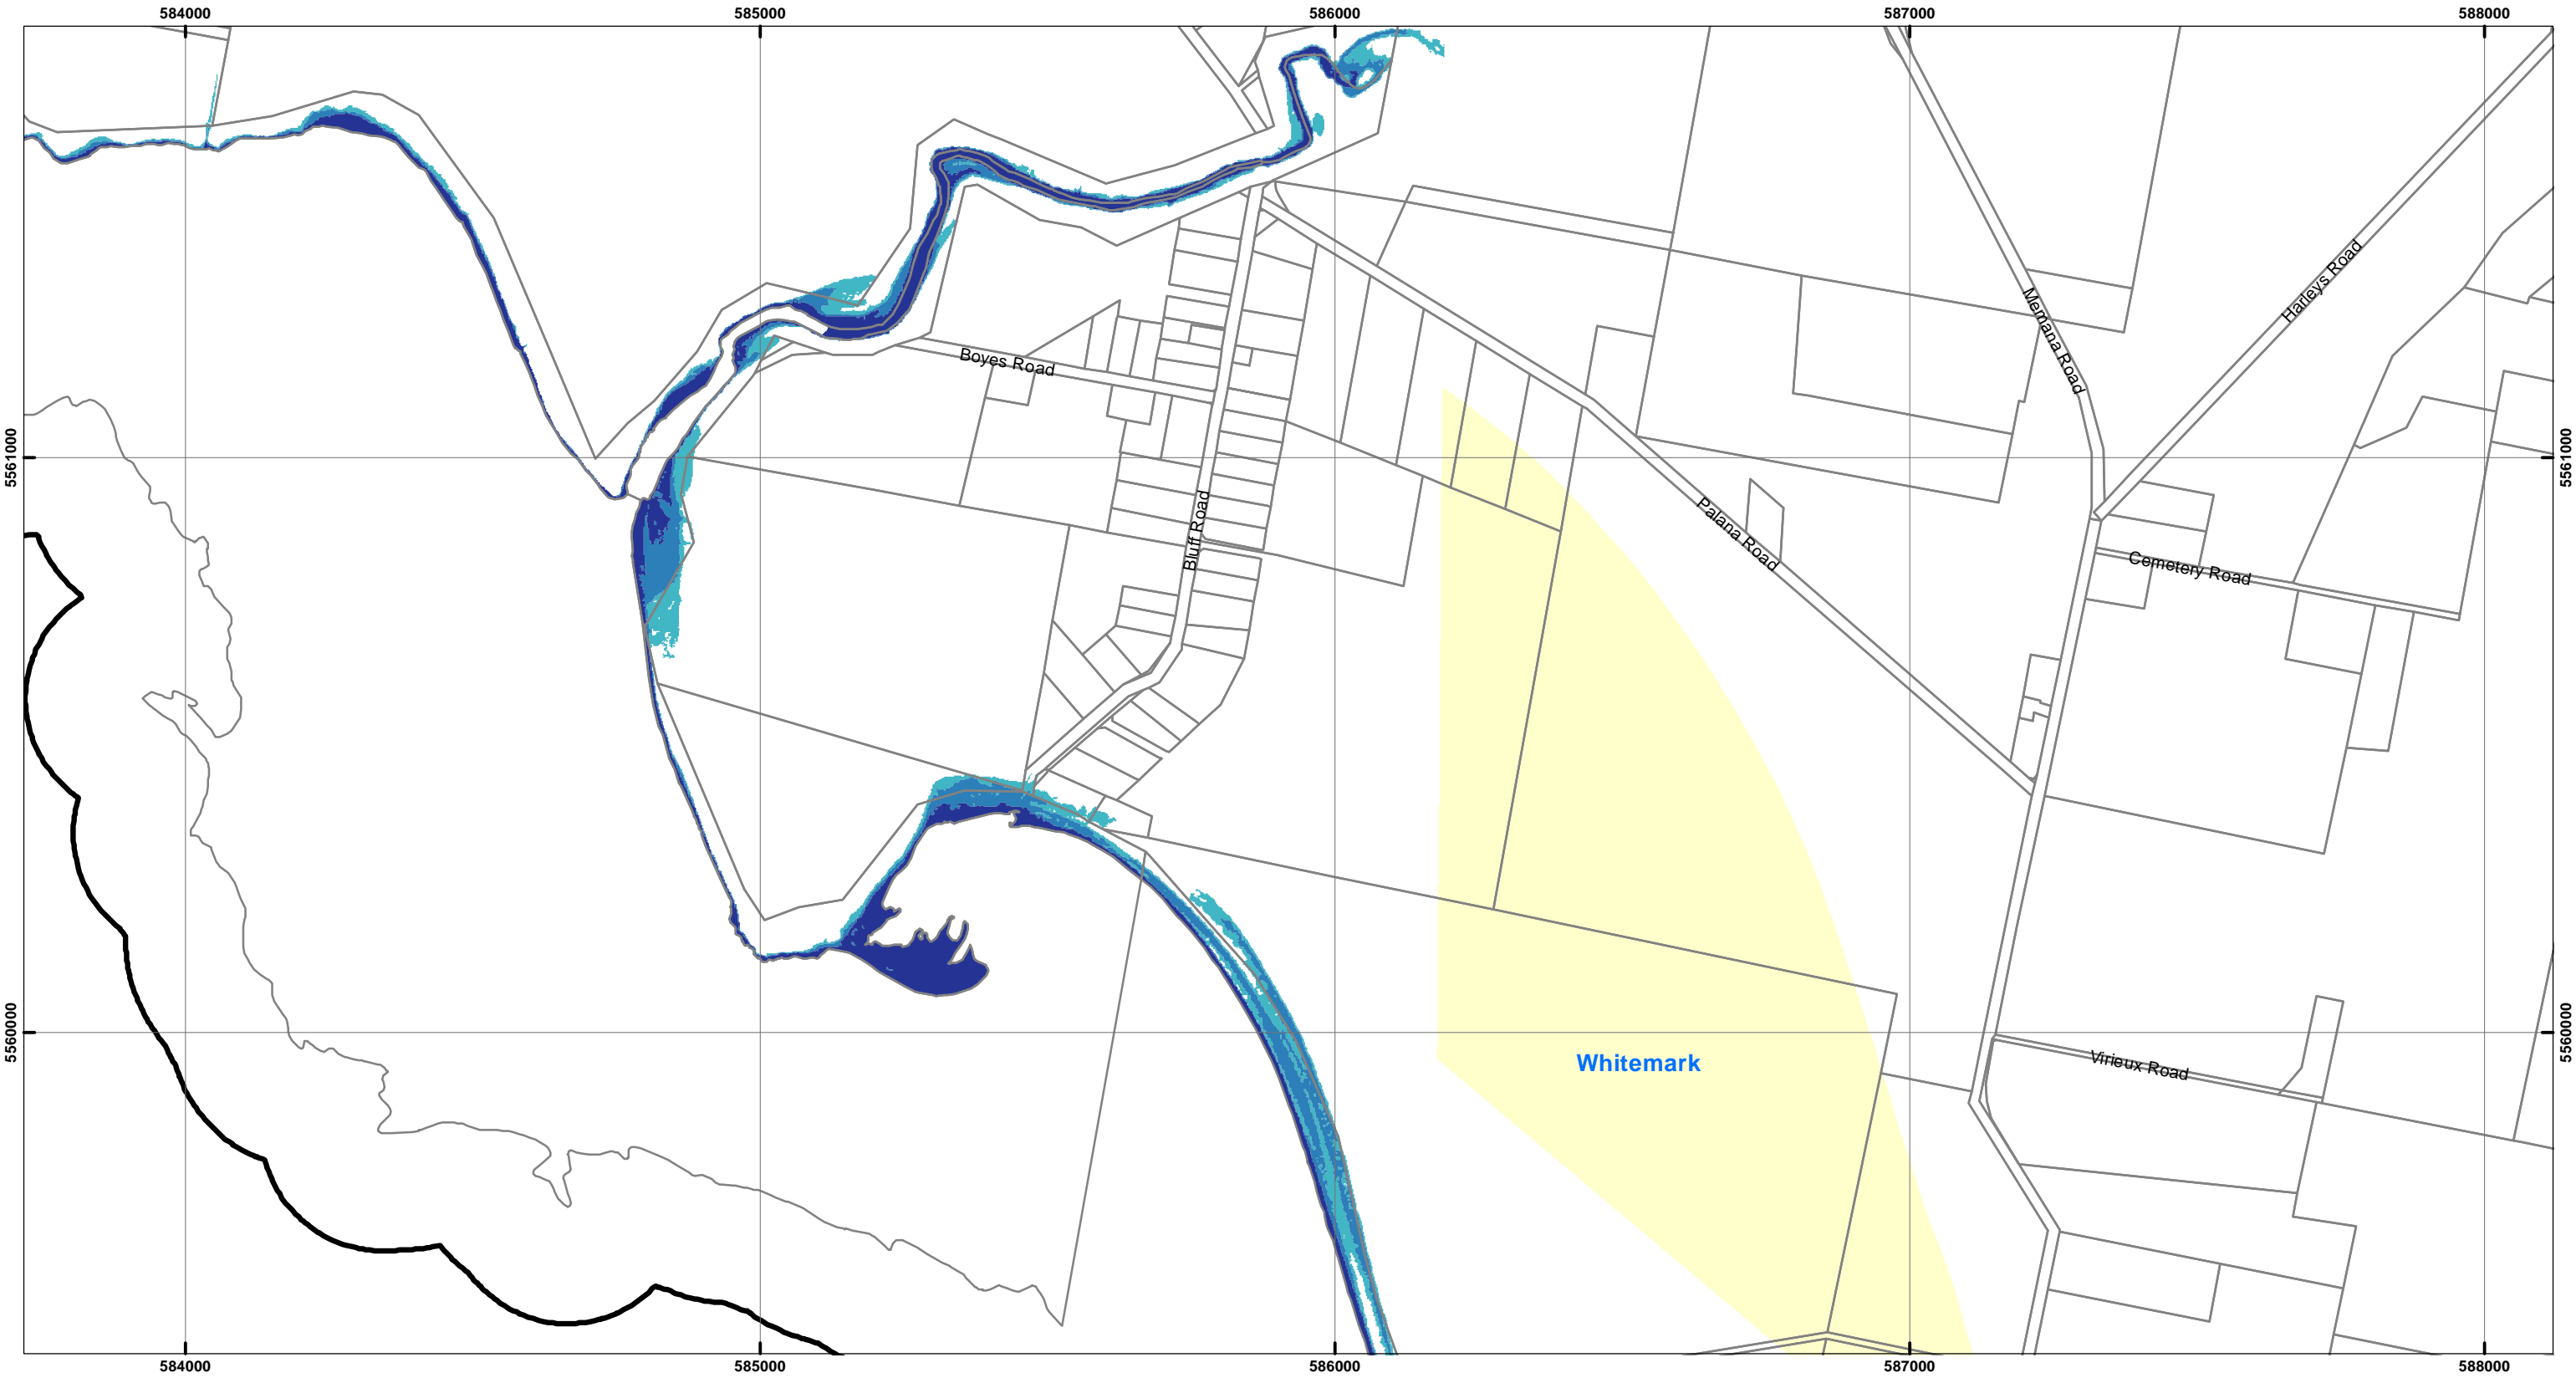 584000 585000 586000 587000 588000
Harleys Road
Memana Road
Boyes Road
5561000 5561000
Bluff Road
Palana Road
Cemetery Road
5560000 5560000
Whitemark
Virieux Road
584000 585000 586000 587000 588000